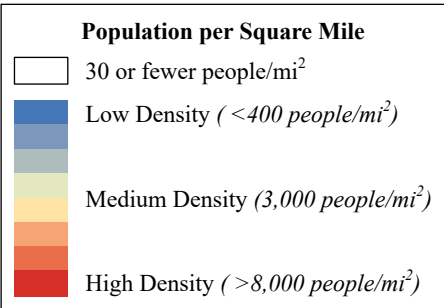 Population per Square Mile
30 or fewer people/mi²
Low Density ( <400 people/mi²)
Medium Density (3,000 people/mi²)
High Density ( >8,000 people/mi²)